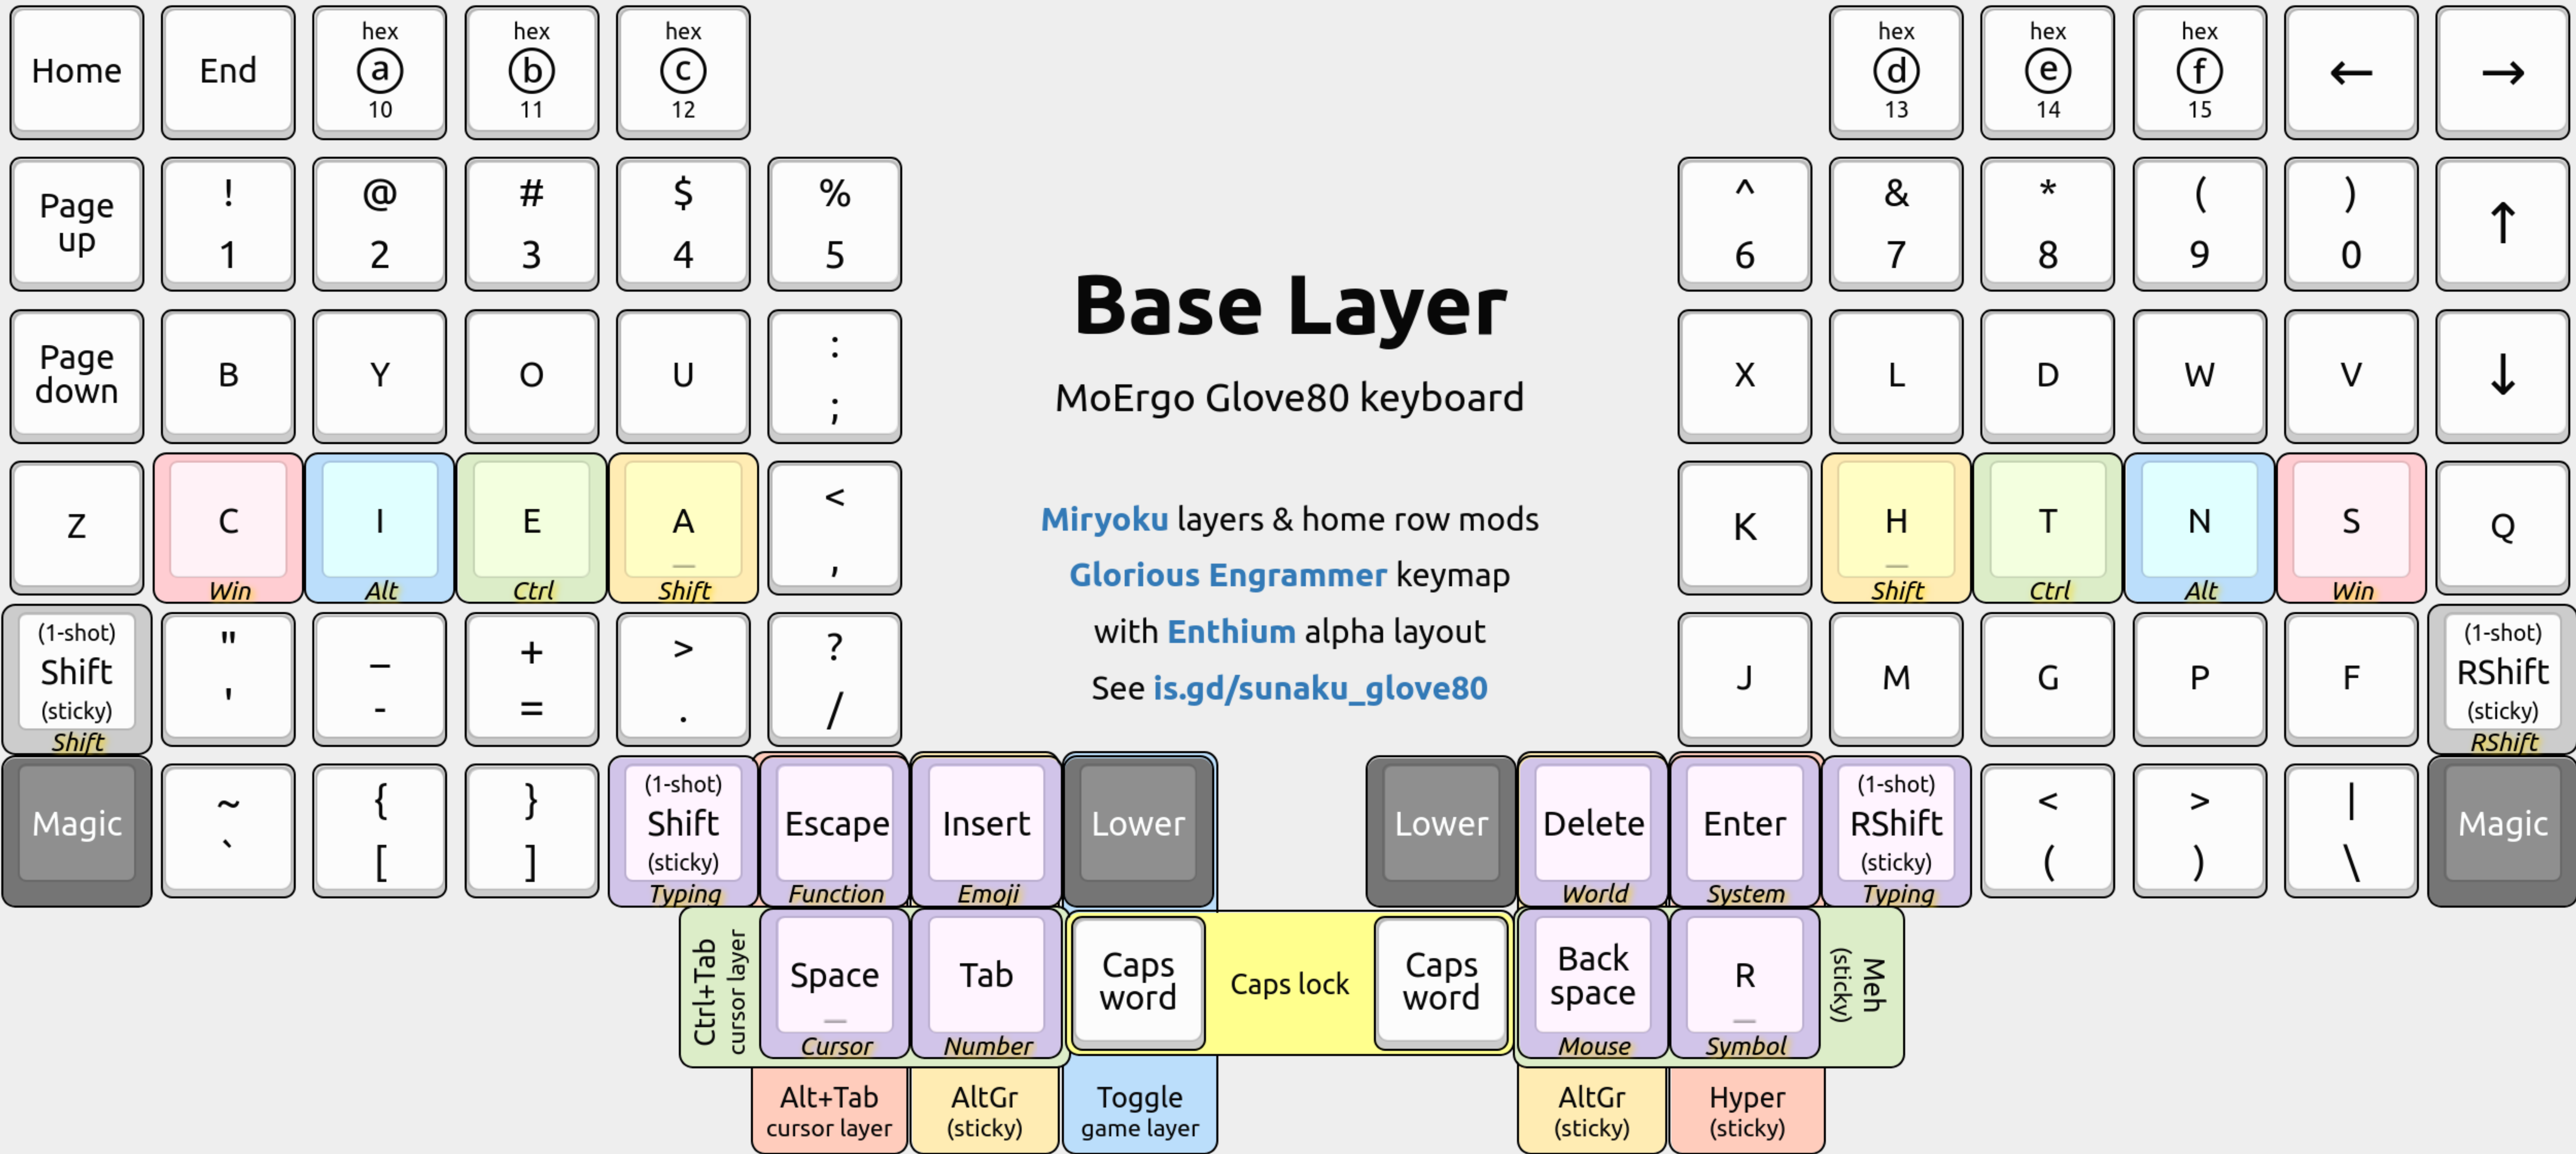 Home End hex hex hex hex hex hex ← →
a b c d e f
10 11 12 13 14 15
Page up ! @ # $ % ^ & * ( ) ↑
1 2 3 4 5 6 7 8 9 0
Base Layer
Page down B Y O U : ; X L D W V ↓
MoErgo Glove80 keyboard
Z C I E A < , K H T N S Q
_ _
Win Alt Ctrl Shift Shift Ctrl Alt Win
Miryoku layers & home row mods
Glorious Engrammer keymap
with Enthium alpha layout
See is.gd/sunaku_glove80
(1-shot) " _ + > ? (1-shot)
Shift J M G P F RShift
(sticky) ' - = . / (sticky)
Shift RShift
(1-shot) (1-shot)
Magic ~ { } Shift Escape Insert Lower Lower Delete Enter RShift < > | Magic
` [ ] (sticky) (sticky) ( ) \
Typing Function Emoji World System Typing
Ctrl+Tab
cursor layer
Space Tab Caps word Caps lock Caps word Back space R
_ _
Cursor Number Mouse Symbol
Meh
(sticky)
Alt+Tab AltGr Toggle AltGr Hyper
cursor layer (sticky) game layer (sticky) (sticky)